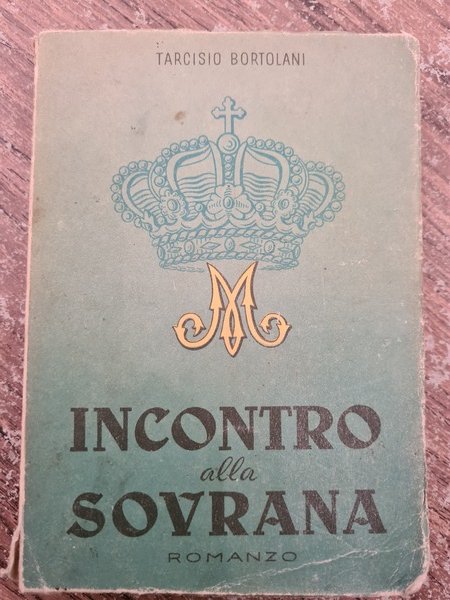 TARCISIO BORTOLANI
M
INCONTRO
alla
SOVRANA
ROMANZO